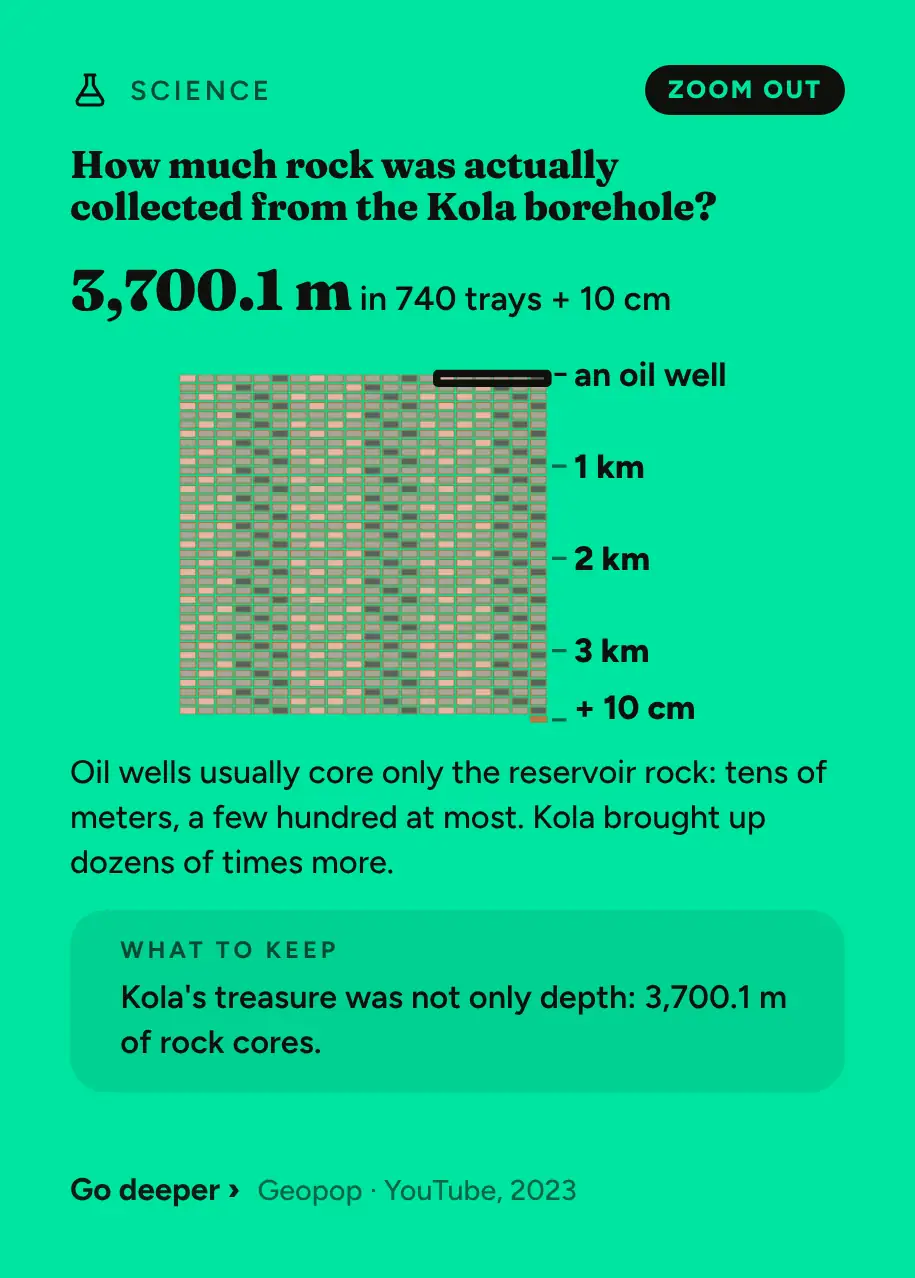 SCIENCE
ZOOM OUT
How much rock was actually
collected from the Kola borehole?
3,700.1 m in 740 trays + 10 cm
an oil well
1 km
2 km
3 km
+ 10 cm
Oil wells usually core only the reservoir rock: tens of
meters, a few hundred at most. Kola brought up
dozens of times more.
WHAT TO KEEP
Kola's treasure was not only depth: 3,700.1 m
of rock cores.
Go deeper › Geopop · YouTube, 2023